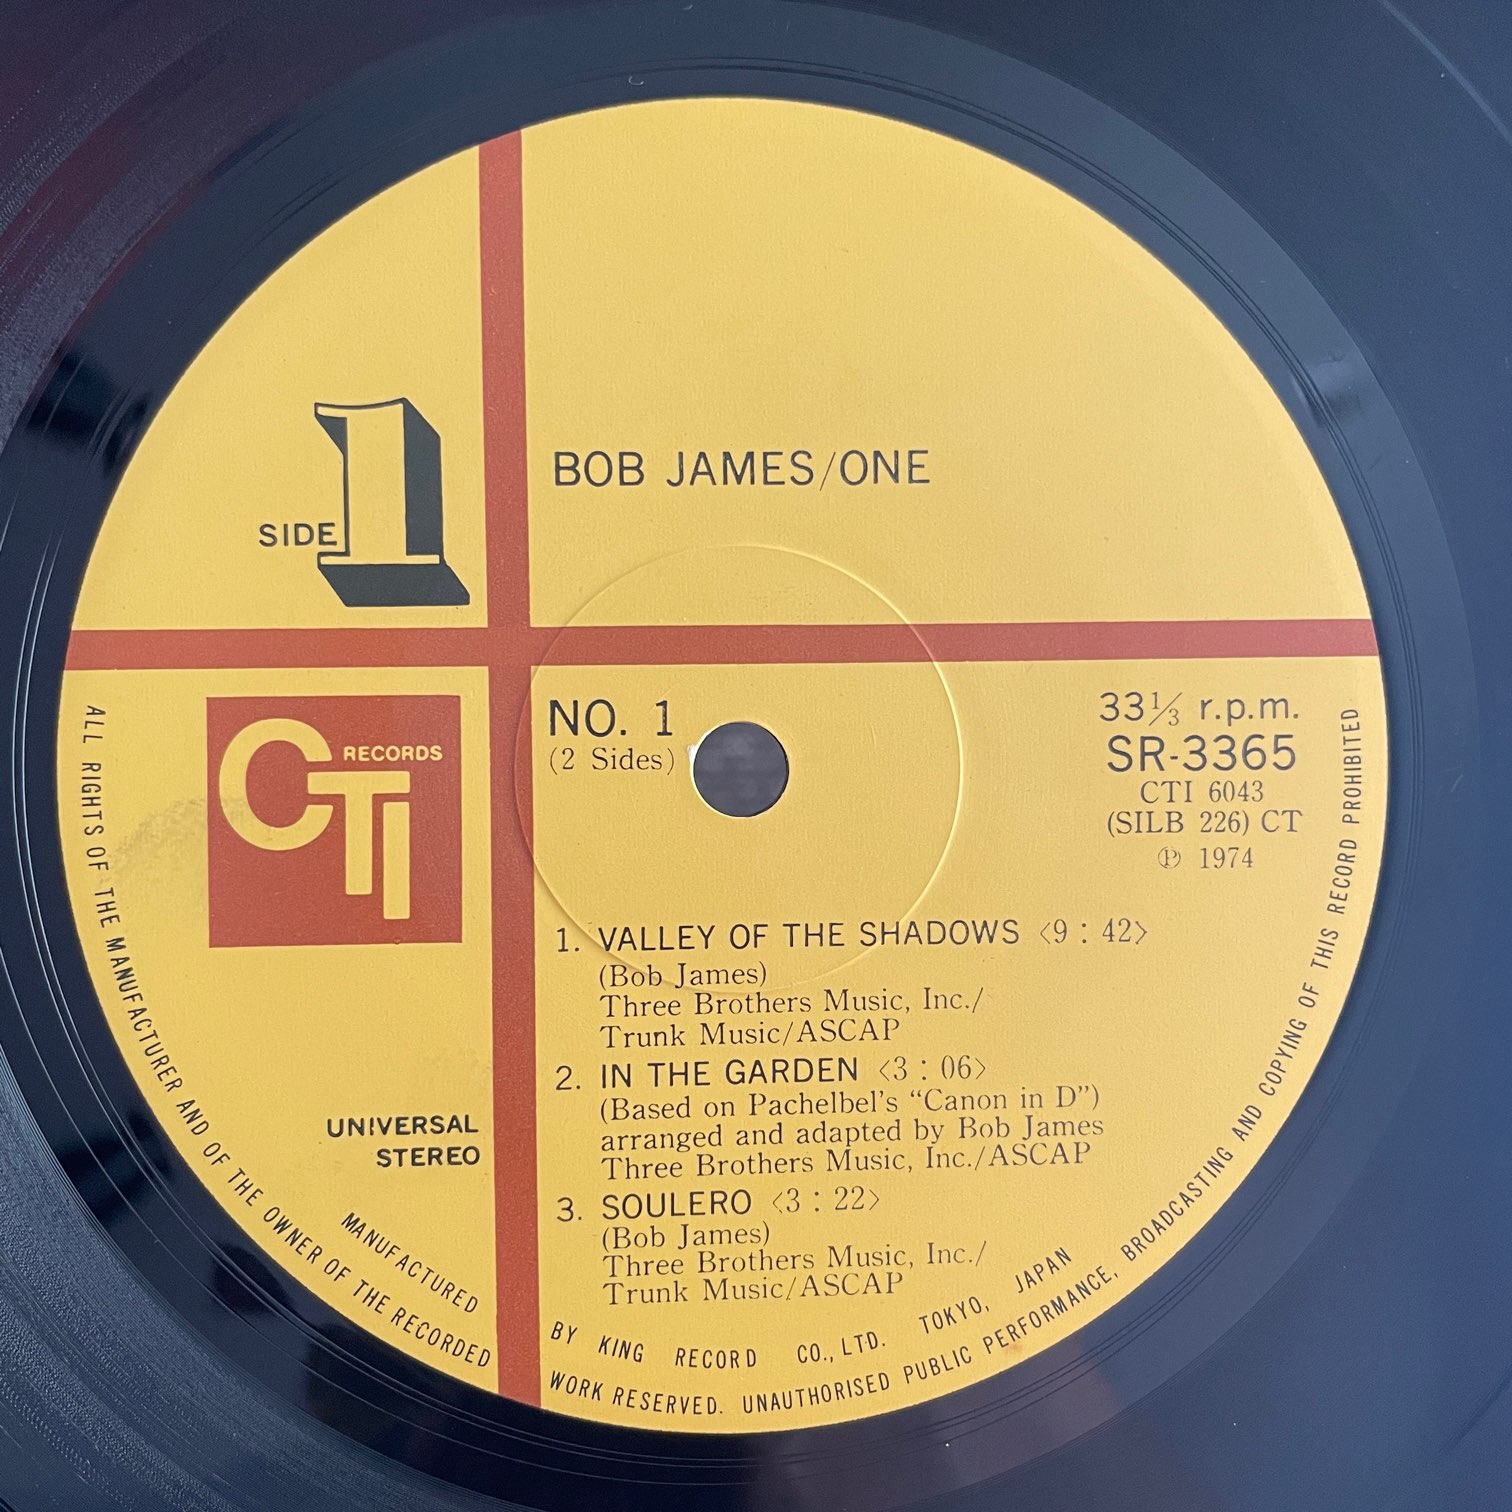 SIDE 1
BOB JAMES/ONE
CTI RECORDS
NO. 1
(2 Sides)
33⅓ r.p.m.
SR-3365
CTI 6043
(SILB 226) CT
Ⓟ 1974
1. VALLEY OF THE SHADOWS 〈9 : 42〉
(Bob James)
Three Brothers Music, Inc./
Trunk Music/ASCAP
2. IN THE GARDEN 〈3 : 06〉
(Based on Pachelbel's “Canon in D”)
arranged and adapted by Bob James
Three Brothers Music, Inc./ASCAP
3. SOULERO 〈3 : 22〉
(Bob James)
Three Brothers Music, Inc./
Trunk Music/ASCAP
UNIVERSAL
STEREO
MANUFACTURED BY KING RECORD CO., LTD. TOKYO, JAPAN
ALL RIGHTS OF THE MANUFACTURER AND OF THE OWNER OF THE RECORDED WORK RESERVED. UNAUTHORISED PUBLIC PERFORMANCE, BROADCASTING AND COPYING OF THIS RECORD PROHIBITED